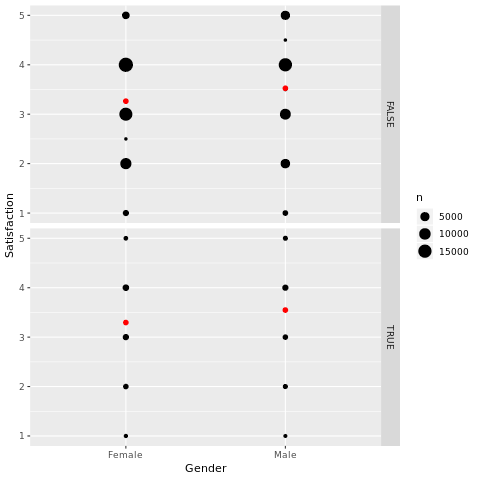 5
4
3
2
1
FALSE
5
4
3
2
1
TRUE
Satisfaction
Female
Male
Gender
n
5000
10000
15000